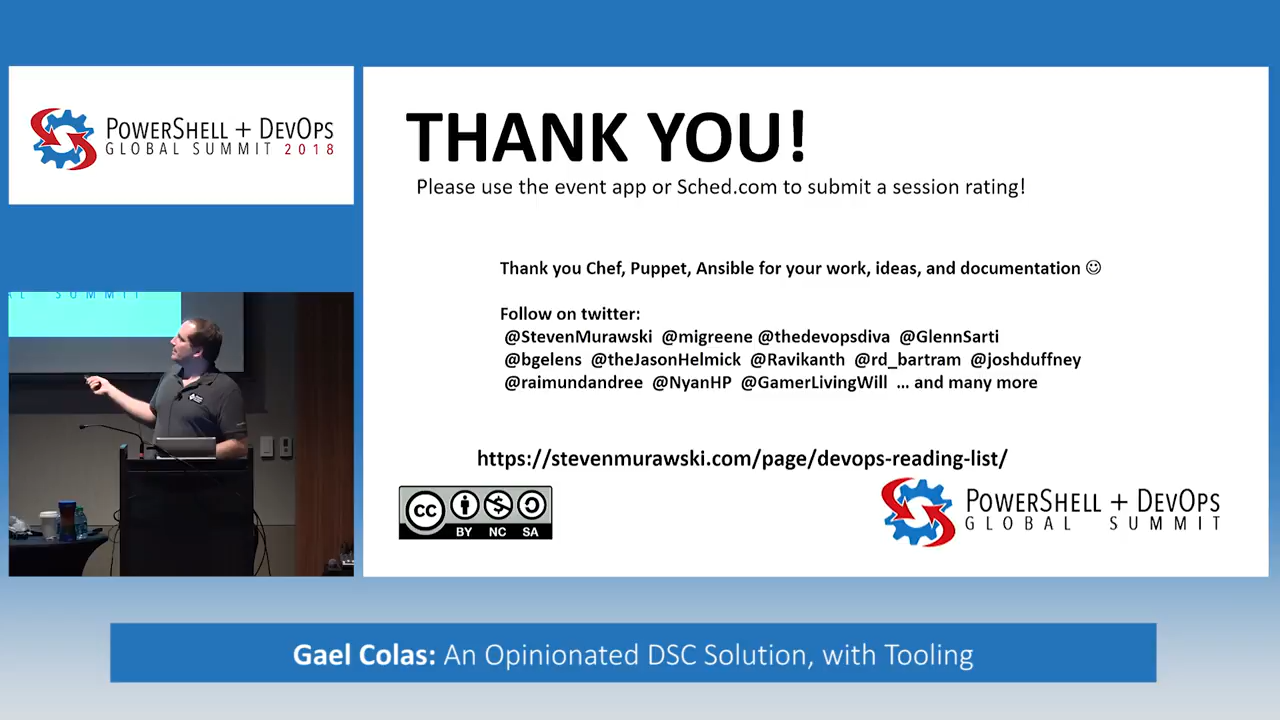 POWERSHELL + DEVOPS
GLOBAL SUMMIT 2018
THANK YOU!
Please use the event app or Sched.com to submit a session rating!
Thank you Chef, Puppet, Ansible for your work, ideas, and documentation ☺
Follow on twitter:
@StevenMurawski @migreene @thedevopsdiva @GlennSarti
@bgelens @theJasonHelmick @Ravikanth @rd_bartram @joshduffney
@raimundandree @NyanHP @GamerLivingWill … and many more
https://stevenmurawski.com/page/devops-reading-list/
CC
BY NC SA
POWERSHELL + DEVOPS
GLOBAL SUMMIT
AL SUMMIT
Gael Colas: An Opinionated DSC Solution, with Tooling